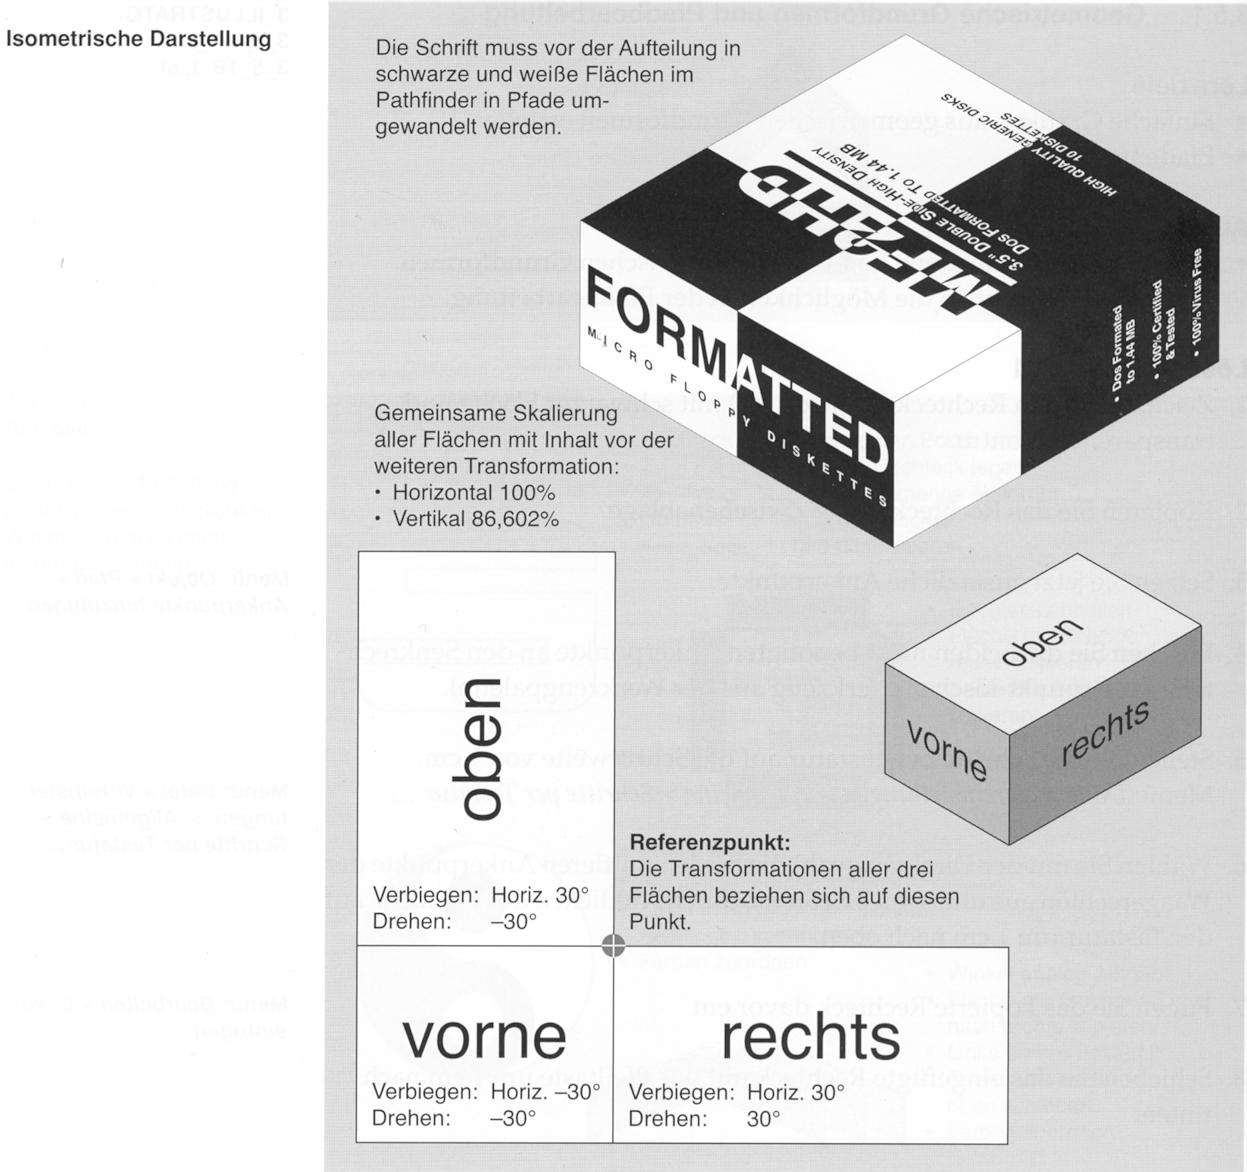 Isometrische Darstellung
Die Schrift muss vor der Aufteilung in
schwarze und weiße Flächen im
Pathfinder in Pfade um-
gewandelt werden.
HIGH QUALITY GENERIC DISKS
10 DISKETTES
MF2HD
3.5" DOUBLE SIDE-HIGH DENSITY
DOS FORMATTED TO 1.44 MB
FORMATTED
MICRO FLOPPY DISKETTES
• Dos Formated
to 1.44 MB
• 100% Certified
& Tested
• 100% Virus Free
Gemeinsame Skalierung
aller Flächen mit Inhalt vor der
weiteren Transformation:
• Horizontal 100%
• Vertikal 86,602%
oben
vorne
rechts
oben
Verbiegen: Horiz. 30°
Drehen: –30°
Referenzpunkt:
Die Transformationen aller drei
Flächen beziehen sich auf diesen
Punkt.
vorne
Verbiegen: Horiz. –30°
Drehen: –30°
rechts
Verbiegen: Horiz. 30°
Drehen: 30°